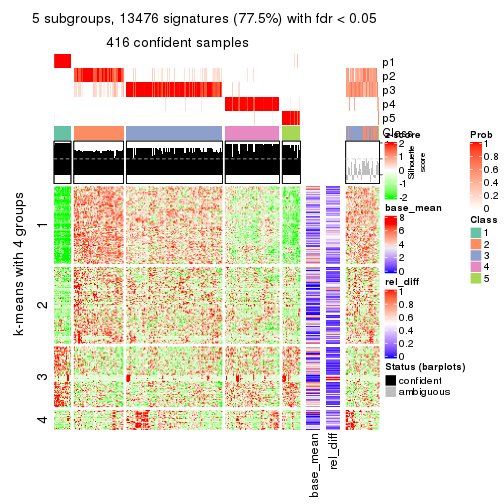 5 subgroups, 13476 signatures (77.5%) with fdr < 0.05
416 confident samples
p1
p2
p3
p4
p5
Class
Silhouette
score
k-means with 4 groups
1
2
3
4
base_mean
rel_diff
z-score
2
1
0
-1
-2
base_mean
8
6
4
2
0
rel_diff
1
0.8
0.6
0.4
0.2
0
Status (barplots)
confident
ambiguous
Prob
1
0.8
0.6
0.4
0.2
0
Class
1
2
3
4
5